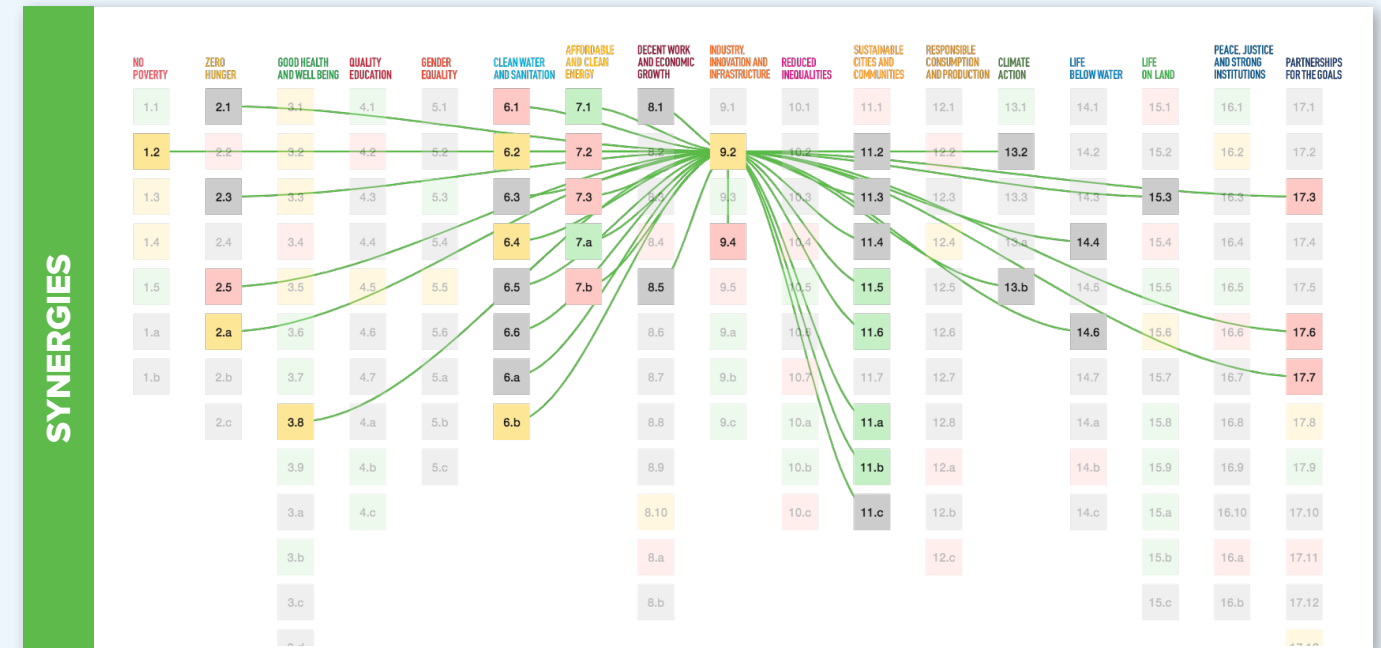 SYNERGIES
NO
POVERTY
ZERO
HUNGER
GOOD HEALTH
AND WELL BEING
QUALITY
EDUCATION
GENDER
EQUALITY
CLEAN WATER
AND SANITATION
AFFORDABLE
AND CLEAN
ENERGY
DECENT WORK
AND ECONOMIC
GROWTH
INDUSTRY,
INNOVATION AND
INFRASTRUCTURE
REDUCED
INEQUALITIES
SUSTAINABLE
CITIES AND
COMMUNITIES
RESPONSIBLE
CONSUMPTION
AND PRODUCTION
CLIMATE
ACTION
LIFE
BELOW WATER
LIFE
ON LAND
PEACE, JUSTICE
AND STRONG
INSTITUTIONS
PARTNERSHIPS
FOR THE GOALS
1.1 2.1 3.1 4.1 5.1 6.1 7.1 8.1 9.1 10.1 11.1 12.1 13.1 14.1 15.1 16.1 17.1
1.2 2.2 3.2 4.2 5.2 6.2 7.2 8.2 9.2 10.2 11.2 12.2 13.2 14.2 15.2 16.2 17.2
1.3 2.3 3.3 4.3 5.3 6.3 7.3 8.3 9.3 10.3 11.3 12.3 13.3 14.3 15.3 16.3 17.3
1.4 2.4 3.4 4.4 5.4 6.4 7.a 8.4 9.4 10.4 11.4 12.4 13.a 14.4 15.4 16.4 17.4
1.5 2.5 3.5 4.5 5.5 6.5 7.b 8.5 9.5 10.5 11.5 12.5 13.b 14.5 15.5 16.5 17.5
1.a 2.a 3.6 4.6 5.6 6.6 8.6 9.a 10.6 11.6 12.6 14.6 15.6 16.6 17.6
1.b 2.b 3.7 4.7 5.a 6.a 8.7 9.b 10.7 11.7 12.7 14.7 15.7 16.7 17.7
2.c 3.8 4.a 5.b 6.b 8.8 9.c 10.a 11.a 12.8 14.a 15.8 16.8 17.8
3.9 4.b 5.c 8.9 10.b 11.b 12.a 14.b 15.9 16.9 17.9
3.a 4.c 8.10 10.c 11.c 12.b 14.c 15.a 16.10 17.10
3.b 8.a 12.c 15.b 16.a 17.11
3.c 8.b 15.c 16.b 17.12